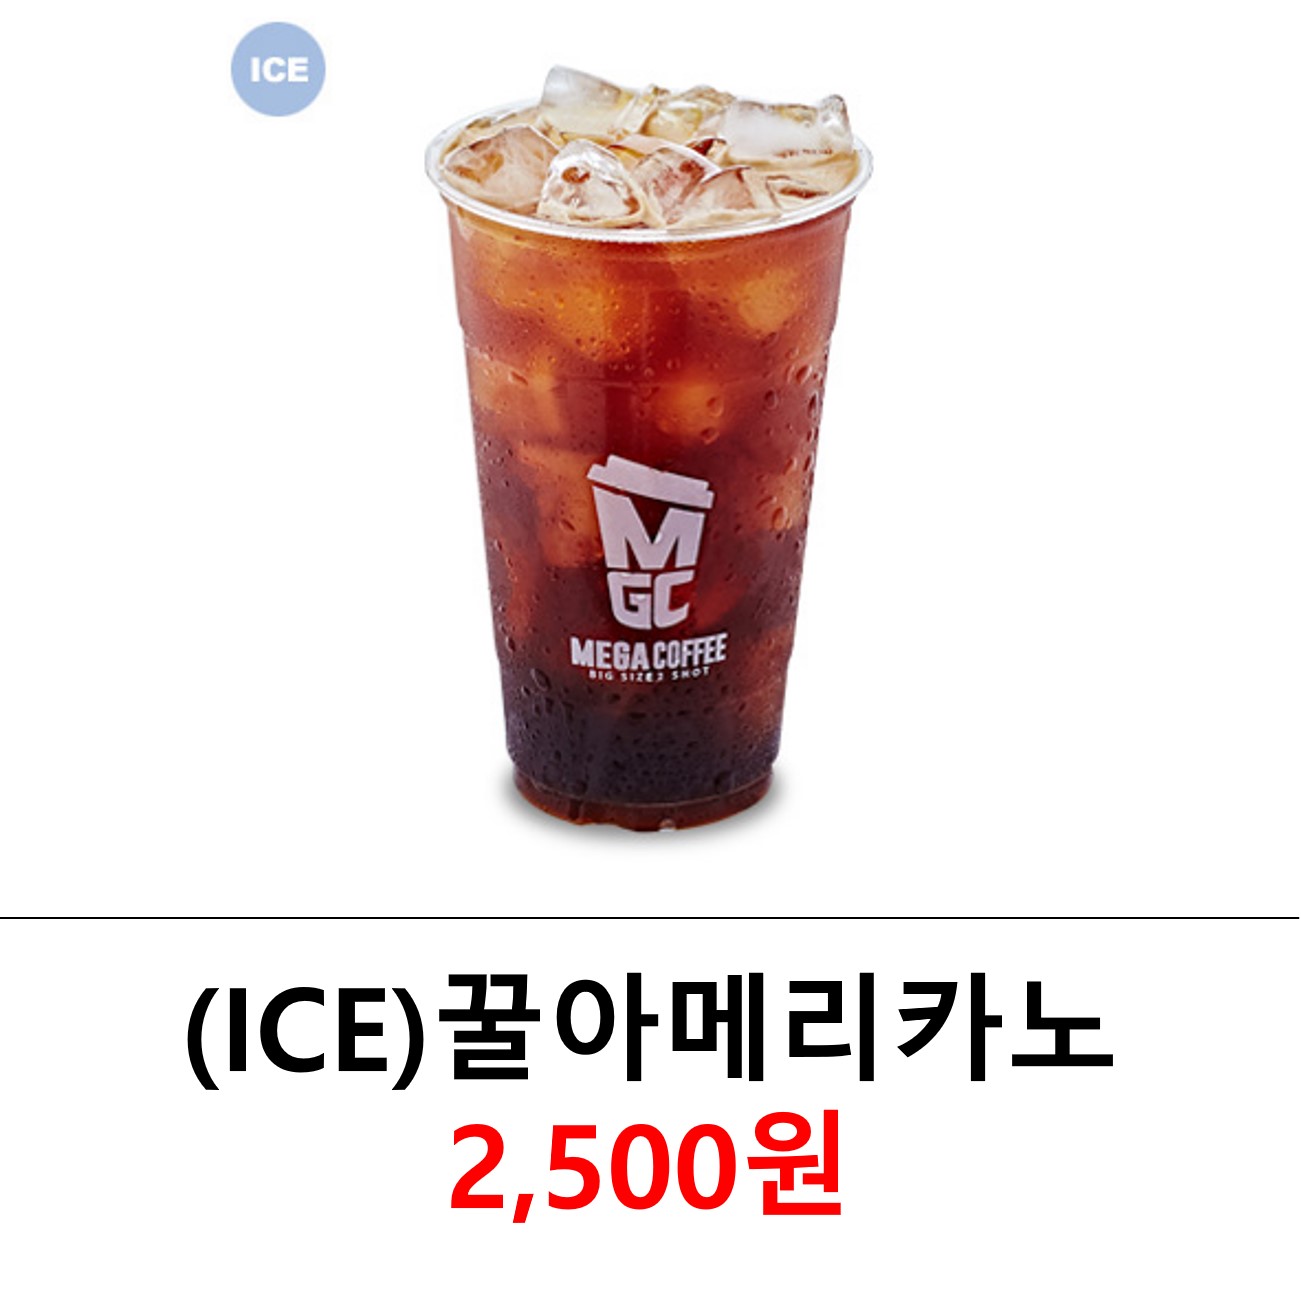 ICE
M
GC
MEGA COFFEE
BIG SIZE 2 SHOT
(ICE)꿀아메리카노
2,500원